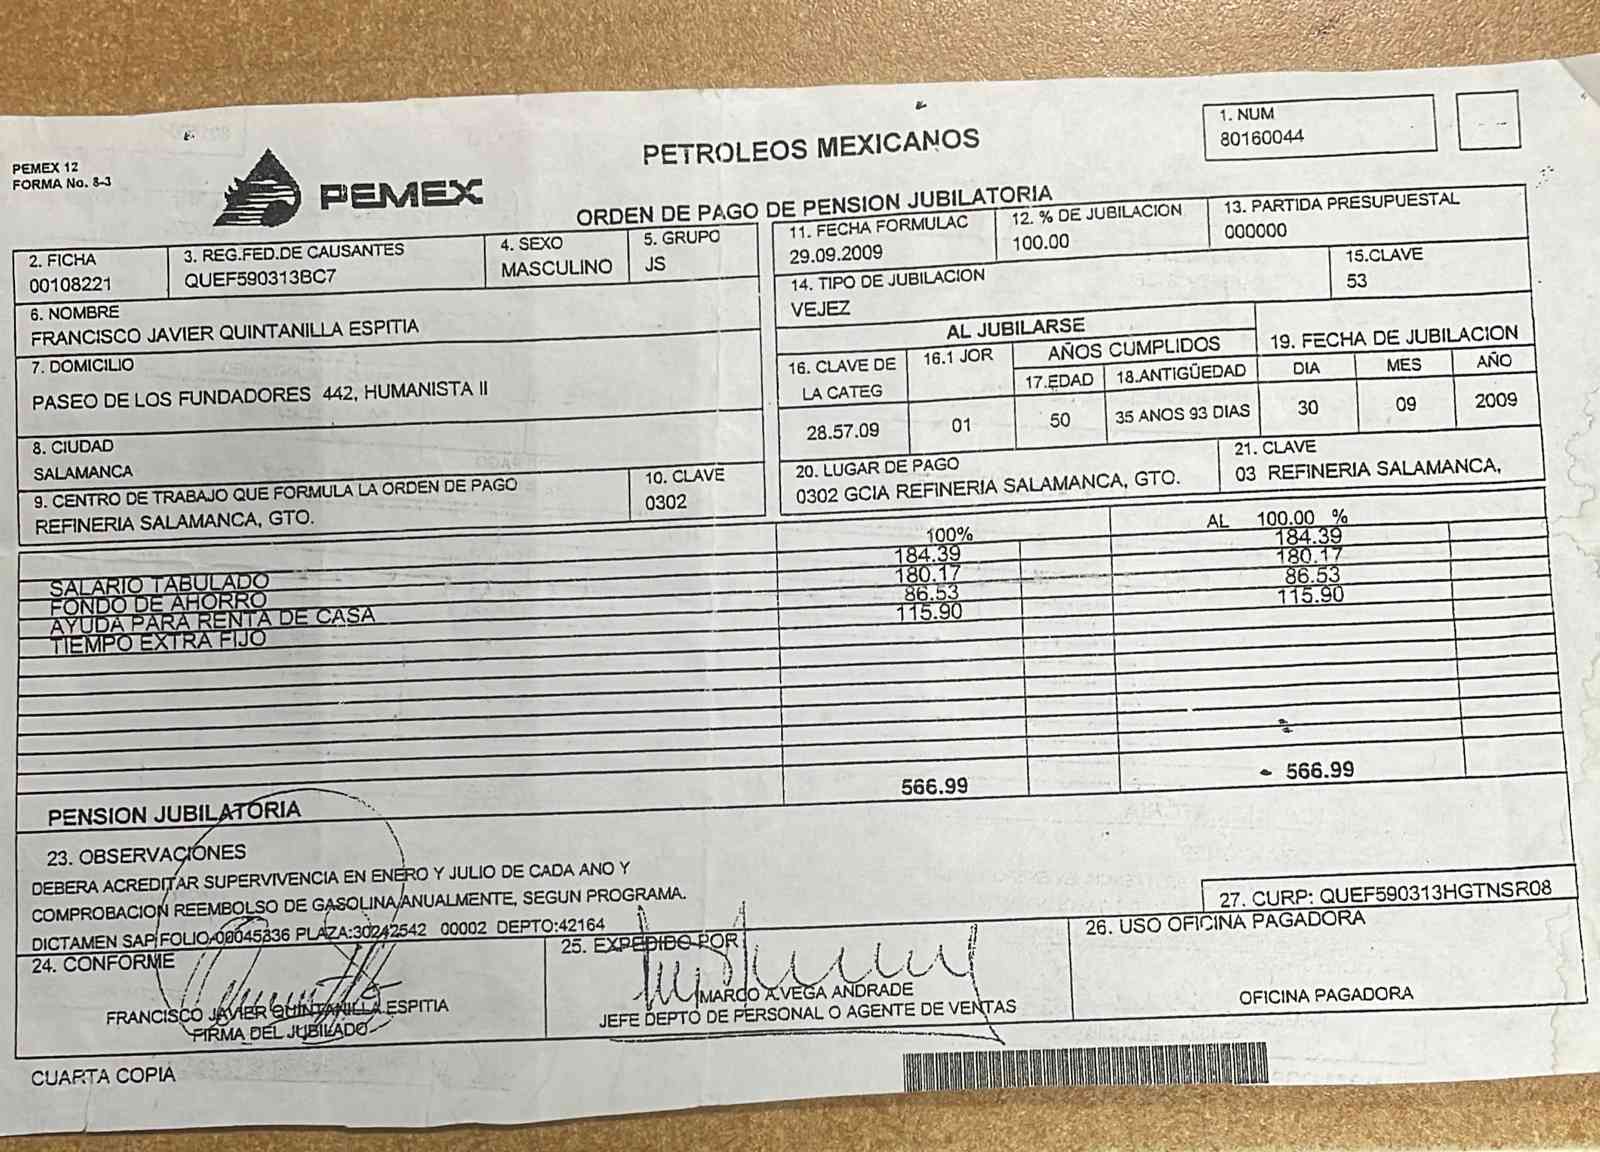 PEMEX 12
FORMA No. 8-3
PEMEX
PETROLEOS MEXICANOS
ORDEN DE PAGO DE PENSION JUBILATORIA
1. NUM
80160044
2. FICHA
00108221
3. REG.FED.DE CAUSANTES
QUEF590313BC7
4. SEXO
MASCULINO
5. GRUPO
JS
6. NOMBRE
FRANCISCO JAVIER QUINTANILLA ESPITIA
7. DOMICILIO
PASEO DE LOS FUNDADORES 442, HUMANISTA II
8. CIUDAD
SALAMANCA
9. CENTRO DE TRABAJO QUE FORMULA LA ORDEN DE PAGO
REFINERIA SALAMANCA, GTO.
10. CLAVE
0302
11. FECHA FORMULAC
29.09.2009
12. % DE JUBILACION
100.00
13. PARTIDA PRESUPUESTAL
000000
14. TIPO DE JUBILACION
VEJEZ
15.CLAVE
53
AL JUBILARSE
16. CLAVE DE
LA CATEG
28.57.09
16.1 JOR
01
AÑOS CUMPLIDOS
17.EDAD
50
18.ANTIGÜEDAD
35 ANOS 93 DIAS
19. FECHA DE JUBILACION
DIA MES AÑO
30 09 2009
20. LUGAR DE PAGO
0302 GCIA REFINERIA SALAMANCA, GTO.
21. CLAVE
03 REFINERIA SALAMANCA,
100% AL 100.00 %
SALARIO TABULADO 184.39 184.39
FONDO DE AHORRO 180.17 180.17
AYUDA PARA RENTA DE CASA 86.53 86.53
TIEMPO EXTRA FIJO 115.90 115.90
PENSION JUBILATORIA 566.99 566.99
23. OBSERVACIONES
DEBERA ACREDITAR SUPERVIVENCIA EN ENERO Y JULIO DE CADA ANO Y
COMPROBACION REEMBOLSO DE GASOLINA ANUALMENTE, SEGUN PROGRAMA.
DICTAMEN SAP FOLIO-00045336 PLAZA:30242542 00002 DEPTO:42164
27. CURP: QUEF590313HGTNSR08
24. CONFORME
FRANCISCO JAVIER QUINTANILLA ESPITIA
FIRMA DEL JUBILADO
25. EXPEDIDO POR
MARCO A.VEGA ANDRADE
JEFE DEPTO DE PERSONAL O AGENTE DE VENTAS
26. USO OFICINA PAGADORA
OFICINA PAGADORA
CUARTA COPIA